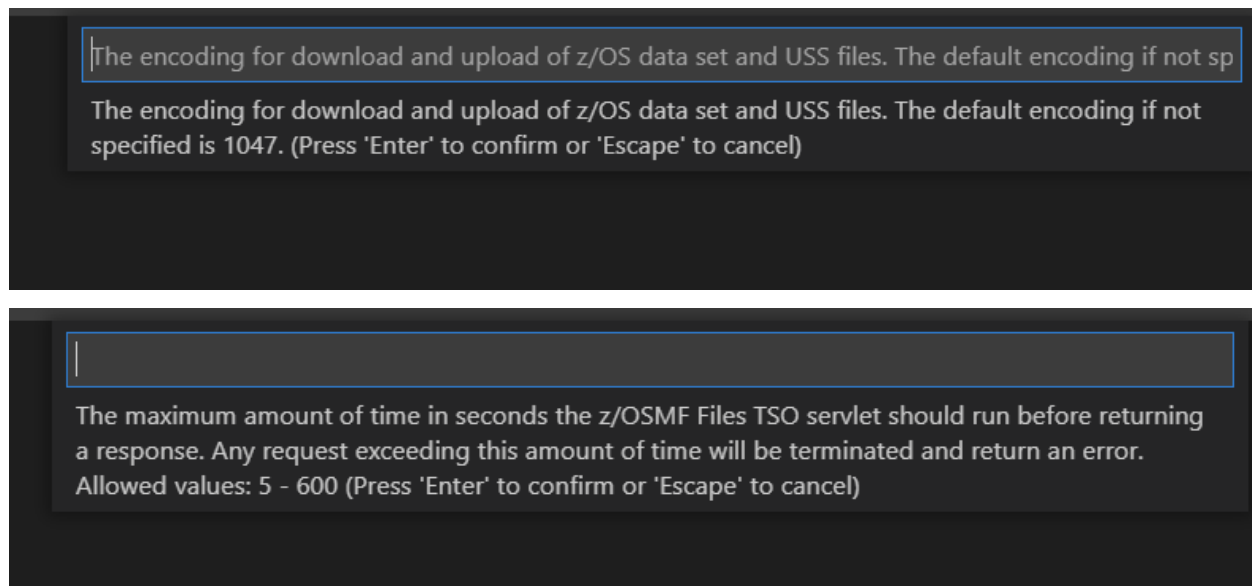 The encoding for download and upload of z/OS data set and USS files. The default encoding if not sp
The encoding for download and upload of z/OS data set and USS files. The default encoding if not
specified is 1047. (Press 'Enter' to confirm or 'Escape' to cancel)
The maximum amount of time in seconds the z/OSMF Files TSO servlet should run before returning
a response. Any request exceeding this amount of time will be terminated and return an error.
Allowed values: 5 - 600 (Press 'Enter' to confirm or 'Escape' to cancel)